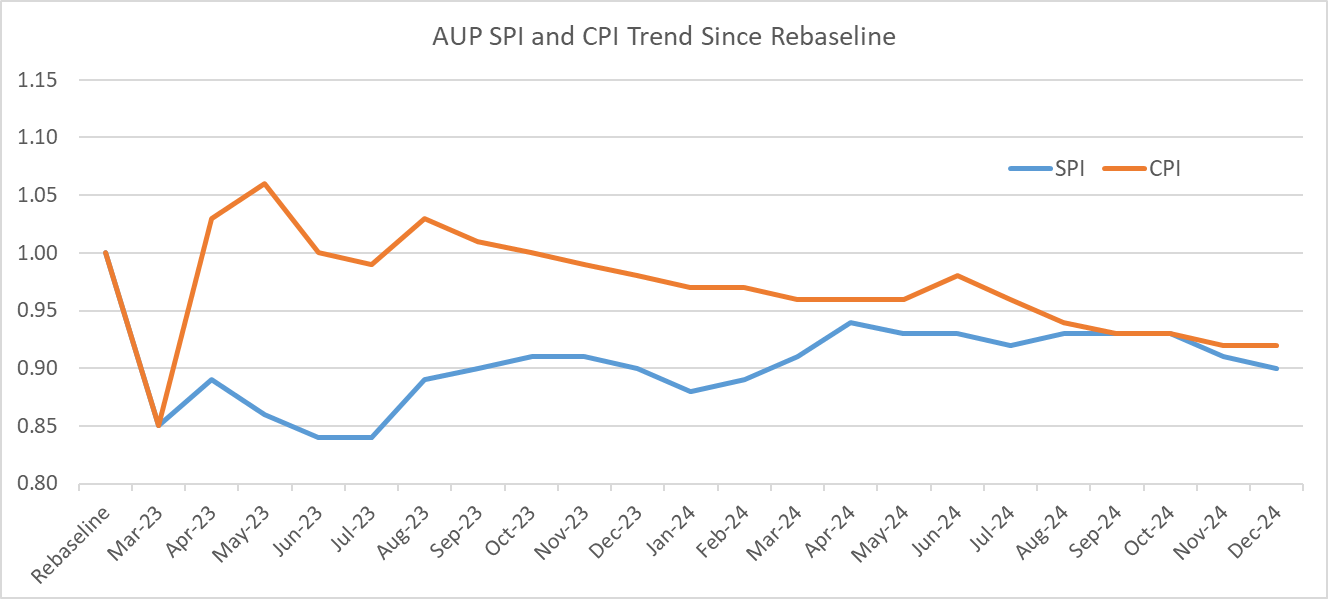 AUP SPI and CPI Trend Since Rebaseline
1.15
1.10
1.05
1.00
0.95
0.90
0.85
0.80
SPI CPI
Rebaseline Mar-23 Apr-23 May-23 Jun-23 Jul-23 Aug-23 Sep-23 Oct-23 Nov-23 Dec-23 Jan-24 Feb-24 Mar-24 Apr-24 May-24 Jun-24 Jul-24 Aug-24 Sep-24 Oct-24 Nov-24 Dec-24